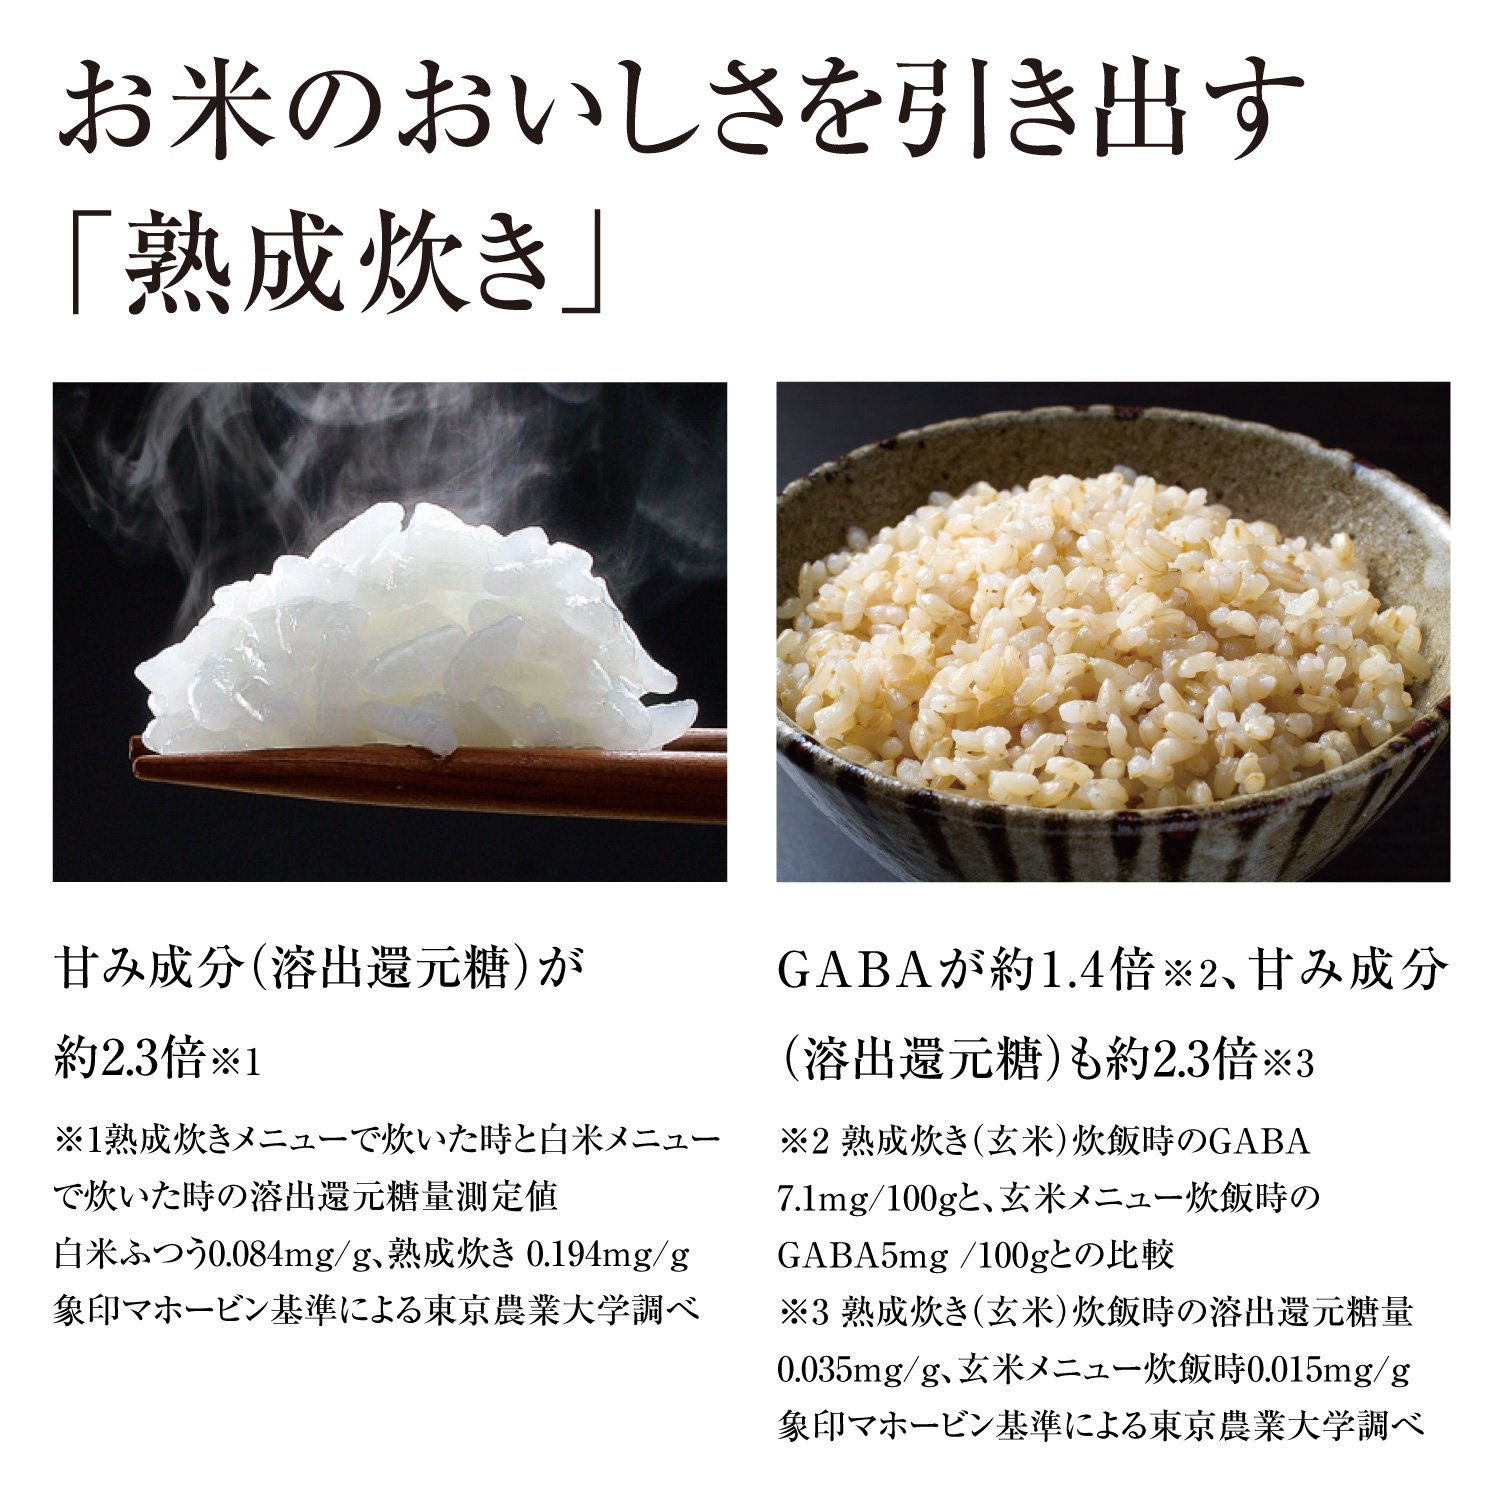 お米のおいしさを引き出す
「熟成炊き」
甘み成分(溶出還元糖)が
約2.3倍※1
※1熟成炊きメニューで炊いた時と白米メニュー
で炊いた時の溶出還元糖量測定値
白米ふつう0.084mg/g、熟成炊き 0.194mg/g
象印マホービン基準による東京農業大学調べ
GABAが約1.4倍※2、甘み成分
(溶出還元糖)も約2.3倍※3
※2 熟成炊き(玄米)炊飯時のGABA
7.1mg/100gと、玄米メニュー炊飯時の
GABA5mg /100gとの比較
※3 熟成炊き(玄米)炊飯時の溶出還元糖量
0.035mg/g、玄米メニュー炊飯時0.015mg/g
象印マホービン基準による東京農業大学調べ